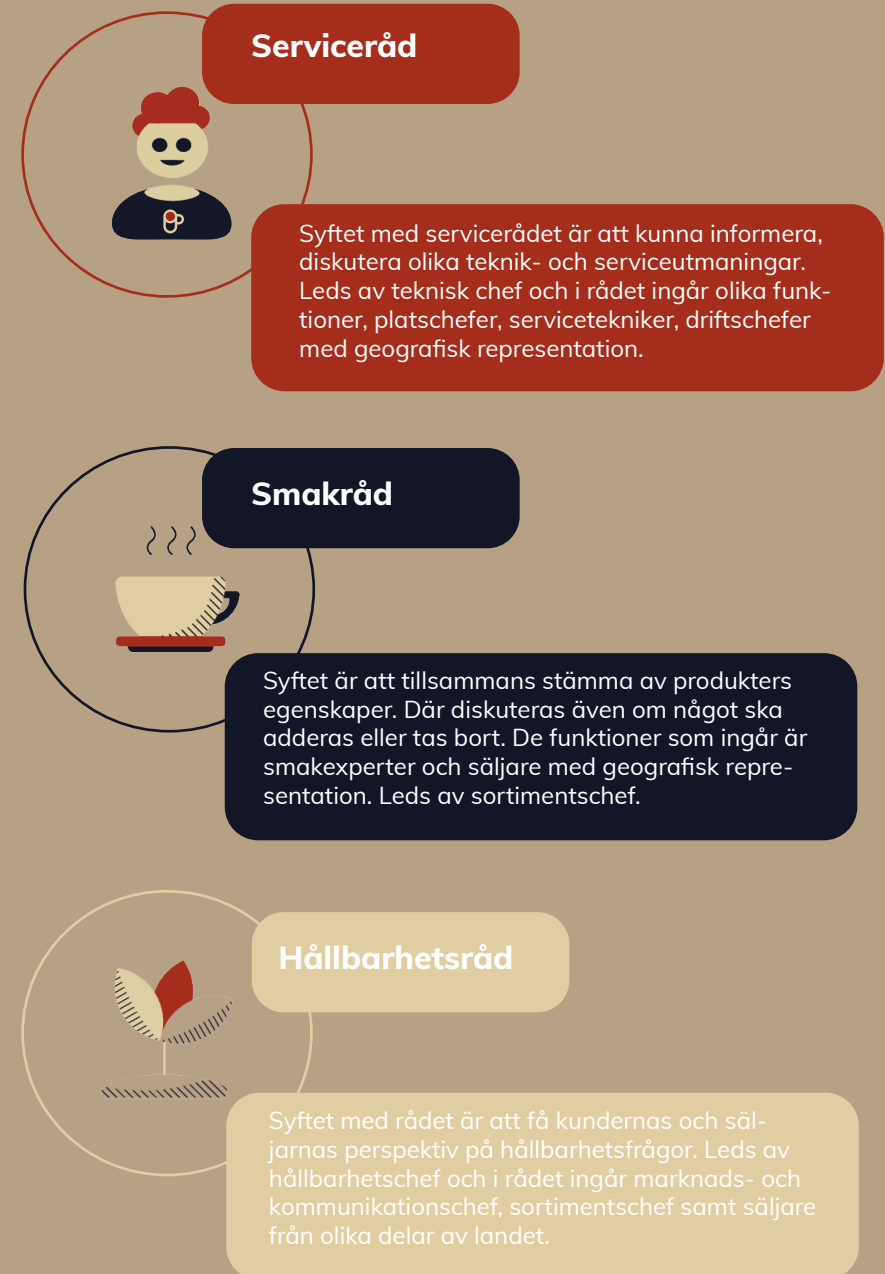 Serviceråd
Syftet med servicerådet är att kunna informera,
diskutera olika teknik- och serviceutmaningar.
Leds av teknisk chef och i rådet ingår olika funk-
tioner, platschefer, servicetekniker, driftschefer
med geografisk representation.
Smakråd
Syftet är att tillsammans stämma av produkters
egenskaper. Där diskuteras även om något ska
adderas eller tas bort. De funktioner som ingår är
smakexperter och säljare med geografisk repre-
sentation. Leds av sortimentschef.
Hållbarhetsråd
Syftet med rådet är att få kundernas och säl-
jarnas perspektiv på hållbarhetsfrågor. Leds av
hållbarhetschef och i rådet ingår marknads- och
kommunikationschef, sortimentschef samt säljare
från olika delar av landet.